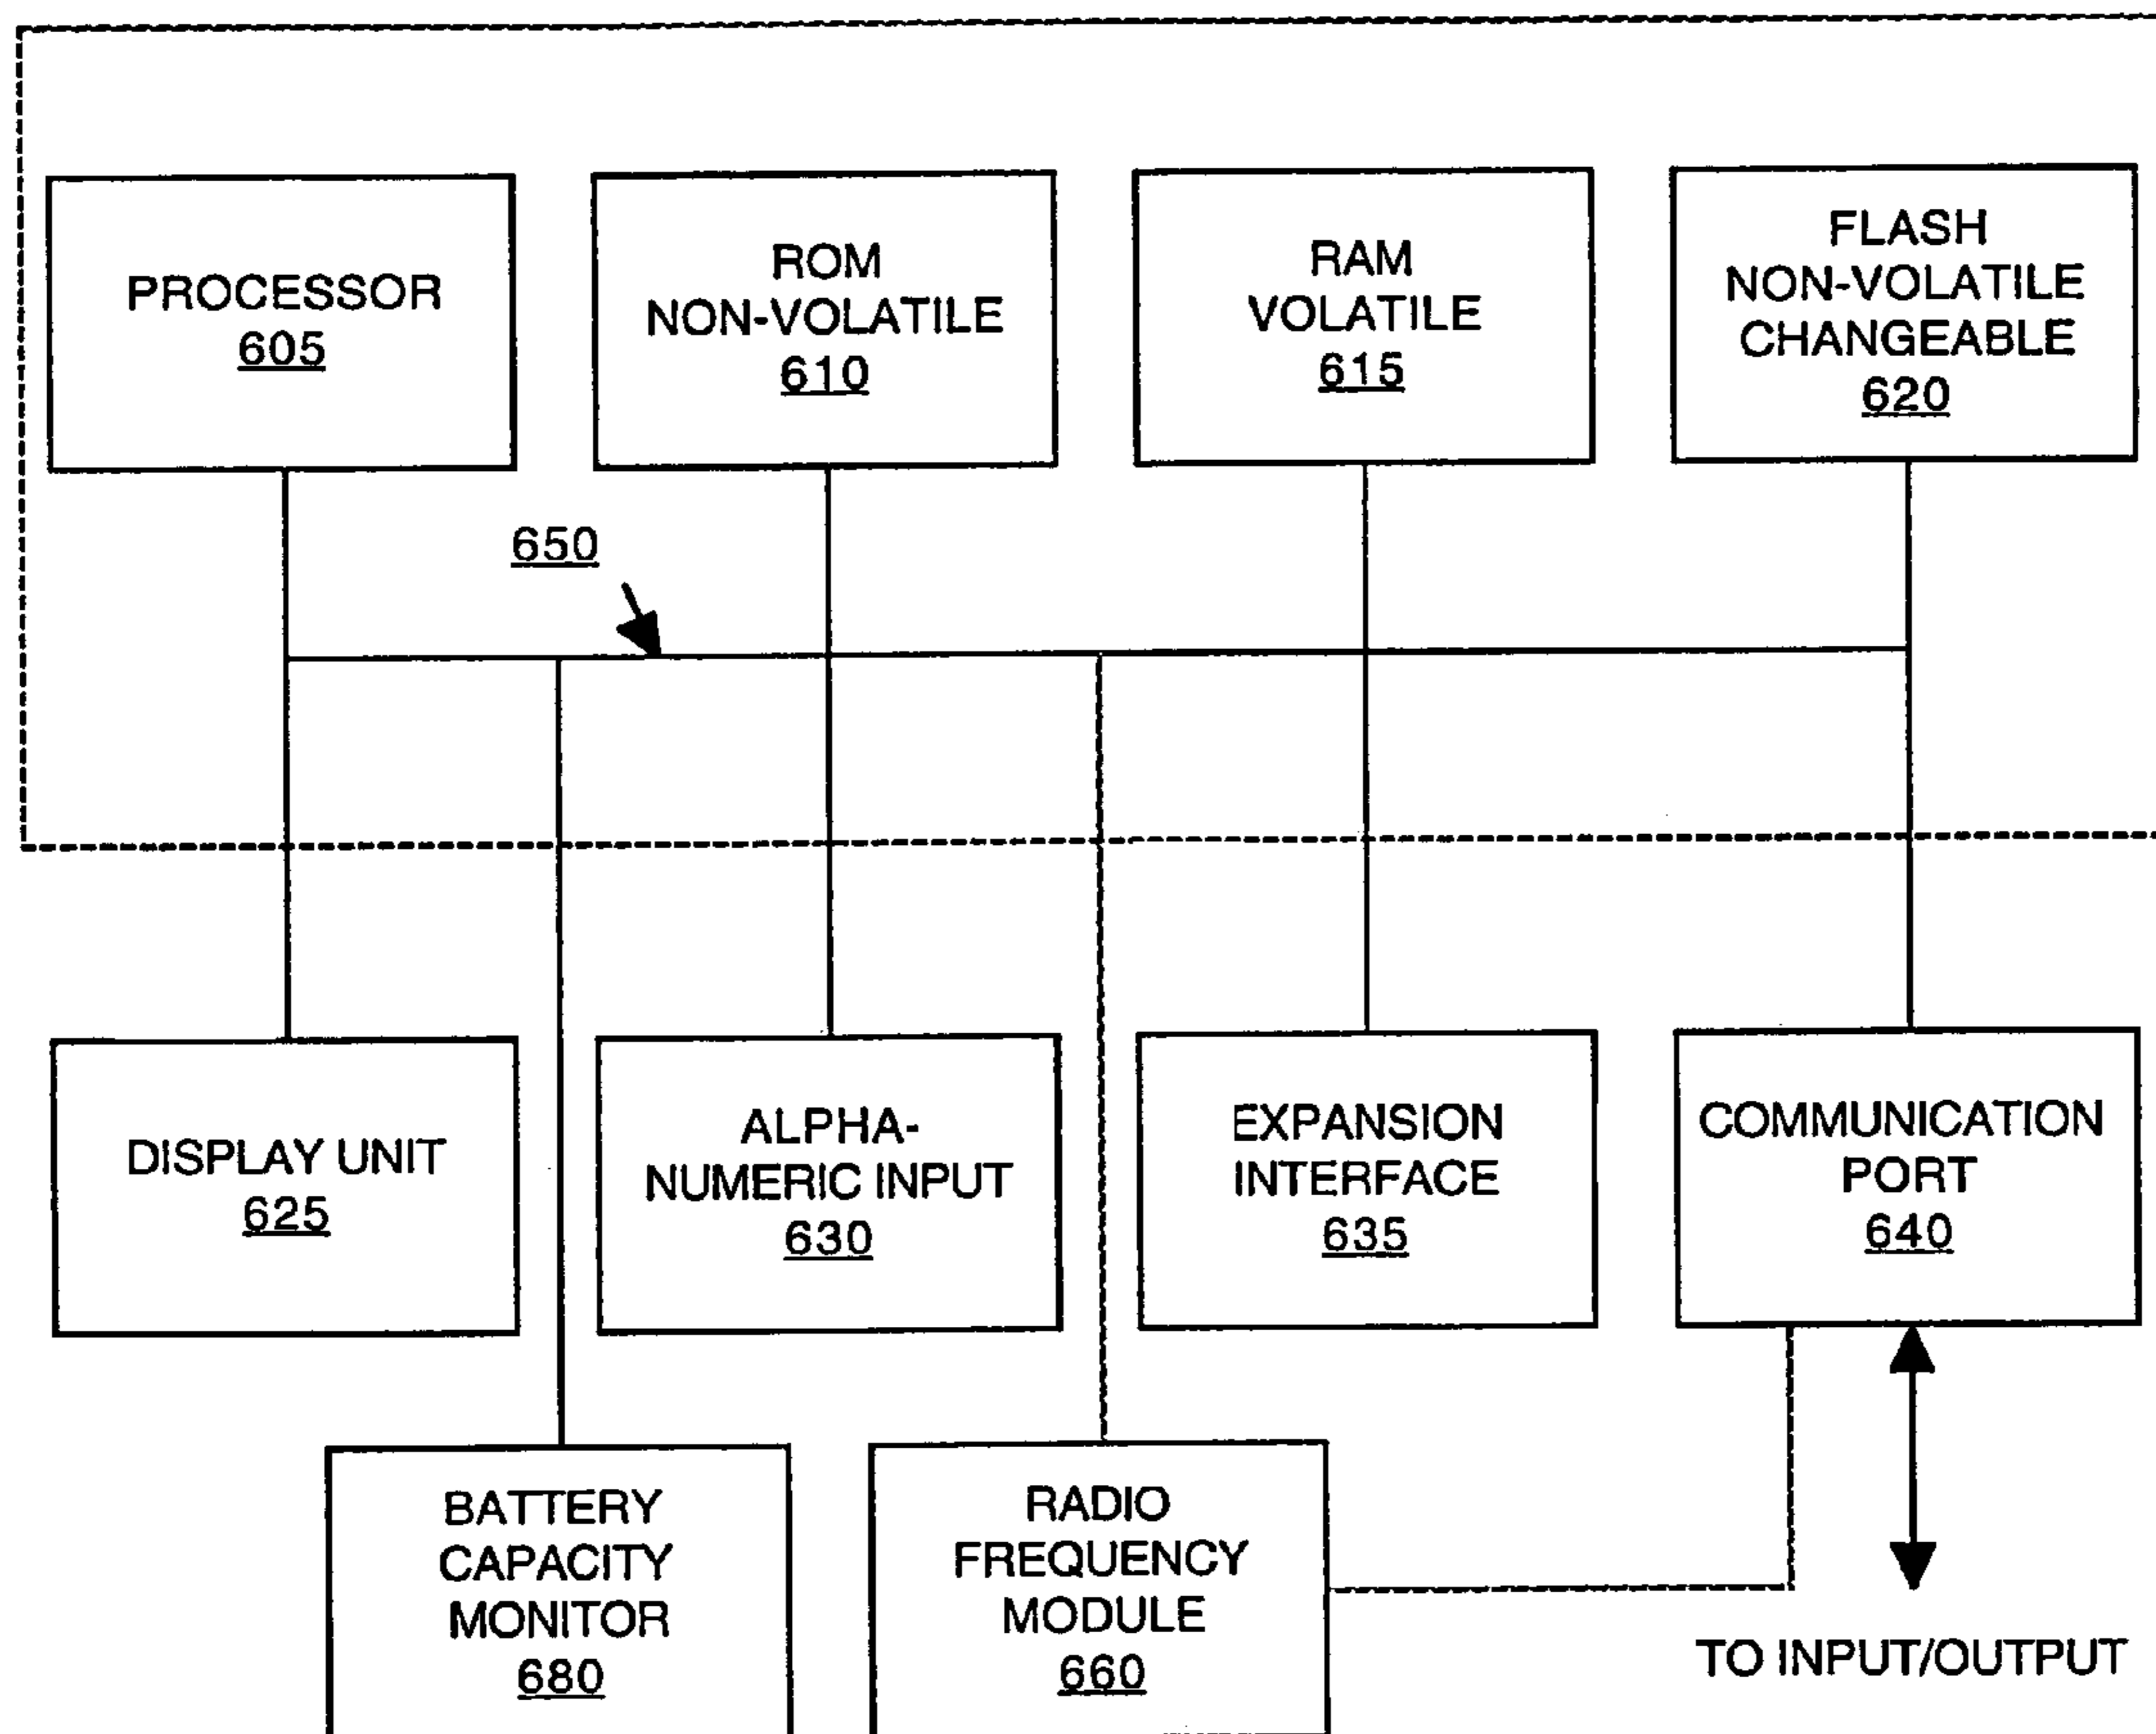 PROCESSOR
605
ROM
NON-VOLATILE
610
RAM
VOLATILE
615
FLASH
NON-VOLATILE
CHANGEABLE
620
650
DISPLAY UNIT
625
ALPHA-
NUMERIC INPUT
630
EXPANSION
INTERFACE
635
COMMUNICATION
PORT
640
BATTERY
CAPACITY
MONITOR
680
RADIO
FREQUENCY
MODULE
660
TO INPUT/OUTPUT